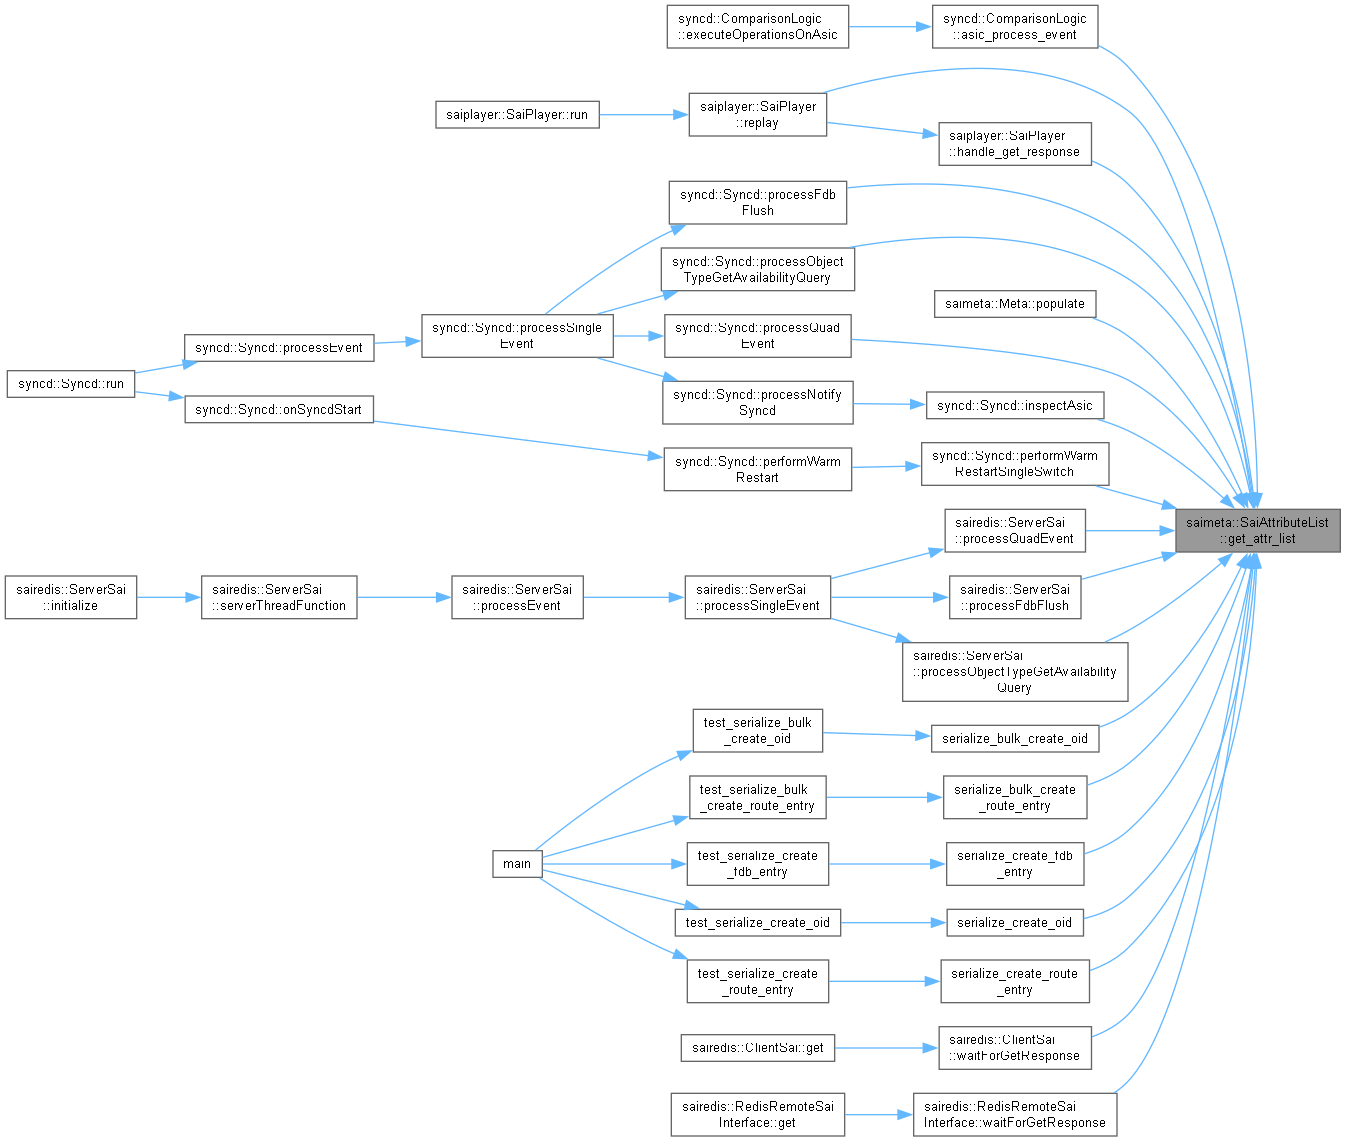 syncd::ComparisonLogic
::executeOperationsOnAsic
syncd::ComparisonLogic
::asic_process_event
saiplayer::SaiPlayer::run
saiplayer::SaiPlayer
::replay
saiplayer::SaiPlayer
::handle_get_response
syncd::Syncd::processFdb
Flush
syncd::Syncd::processObject
TypeGetAvailabilityQuery
saimeta::Meta::populate
syncd::Syncd::processSingle
Event
syncd::Syncd::processQuad
Event
syncd::Syncd::processEvent
syncd::Syncd::run
syncd::Syncd::onSyncdStart
syncd::Syncd::processNotify
Syncd
syncd::Syncd::inspectAsic
syncd::Syncd::performWarm
Restart
syncd::Syncd::performWarm
RestartSingleSwitch
saimeta::SaiAttributeList
::get_attr_list
sairedis::ServerSai
::processQuadEvent
sairedis::ServerSai
::initialize
sairedis::ServerSai
::serverThreadFunction
sairedis::ServerSai
::processEvent
sairedis::ServerSai
::processSingleEvent
sairedis::ServerSai
::processFdbFlush
sairedis::ServerSai
::processObjectTypeGetAvailability
Query
test_serialize_bulk
_create_oid
serialize_bulk_create_oid
test_serialize_bulk
_create_route_entry
serialize_bulk_create
_route_entry
main
test_serialize_create
_fdb_entry
serialize_create_fdb
_entry
test_serialize_create_oid
serialize_create_oid
test_serialize_create
_route_entry
serialize_create_route
_entry
sairedis::ClientSai::get
sairedis::ClientSai
::waitForGetResponse
sairedis::RedisRemoteSai
Interface::get
sairedis::RedisRemoteSai
Interface::waitForGetResponse